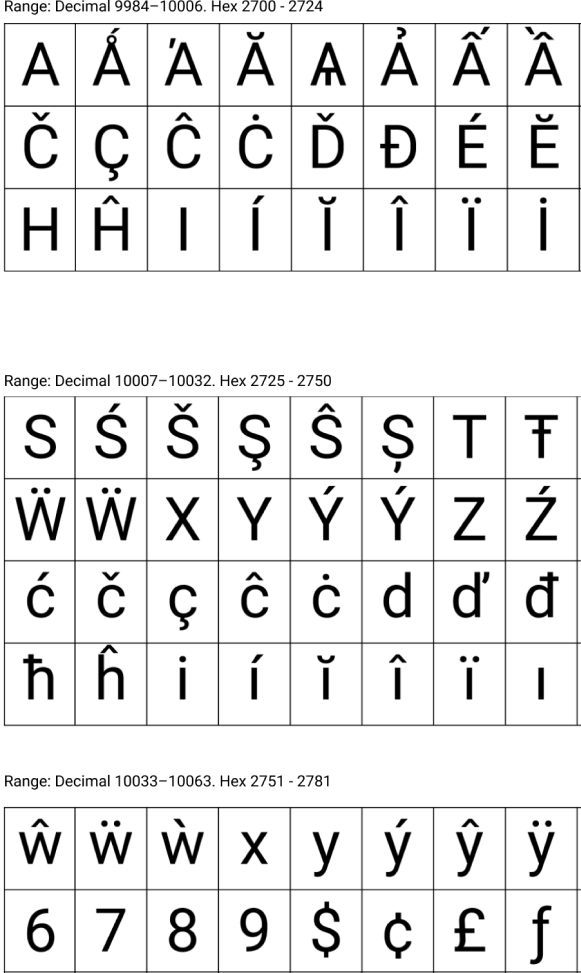 Range: Decimal 9984–10006. Hex 2700 - 2724
A Å Ά Ă Ѧ Ả Ấ Ầ
Č Ç Ĉ Ċ Ď Đ É Ĕ
H Ĥ I Í Ĭ Î Ï İ
Range: Decimal 10007–10032. Hex 2725 - 2750
S Ś Š Ş Ŝ Ș T Ŧ
Ẅ Ẅ X Y Ý Ý Z Ź
ć č ç ĉ ċ d ď đ
ħ ĥ i í ĭ î ï ı
Range: Decimal 10033–10063. Hex 2751 - 2781
ŵ ẅ ẁ x y ý ŷ ÿ
6 7 8 9 $ ¢ £ ƒ